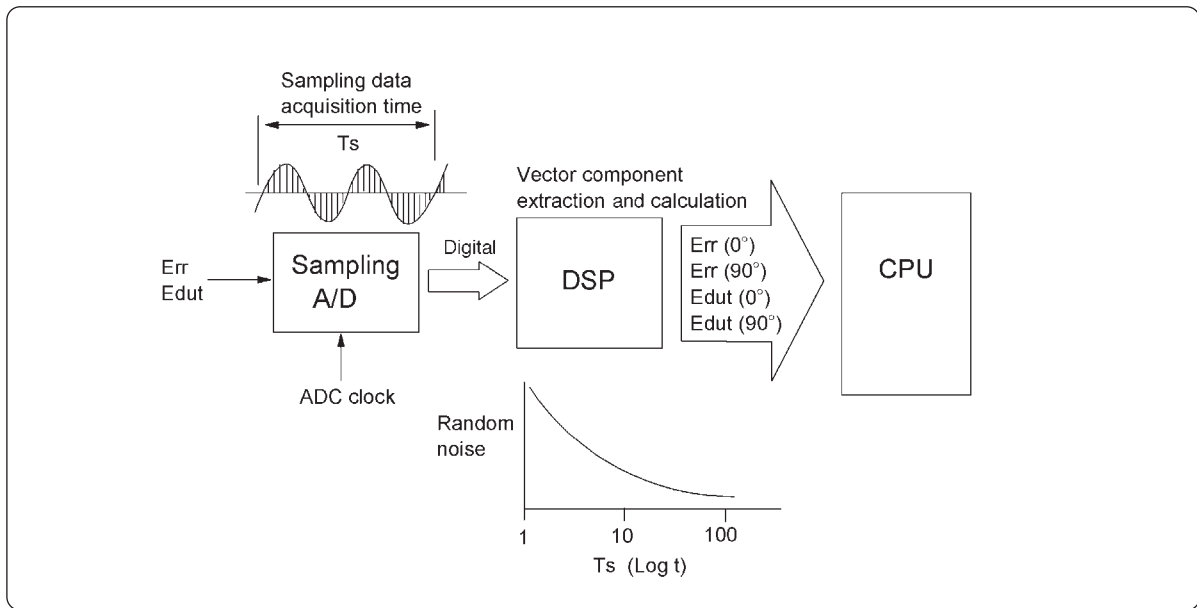 Sampling data
acquisition time
Ts
Vector component
extraction and calculation
Err
Edut
Sampling
A/D
Digital
DSP
Err (0°)
Err (90°)
Edut (0°)
Edut (90°)
CPU
ADC clock
Random
noise
1
10
100
Ts (Log t)